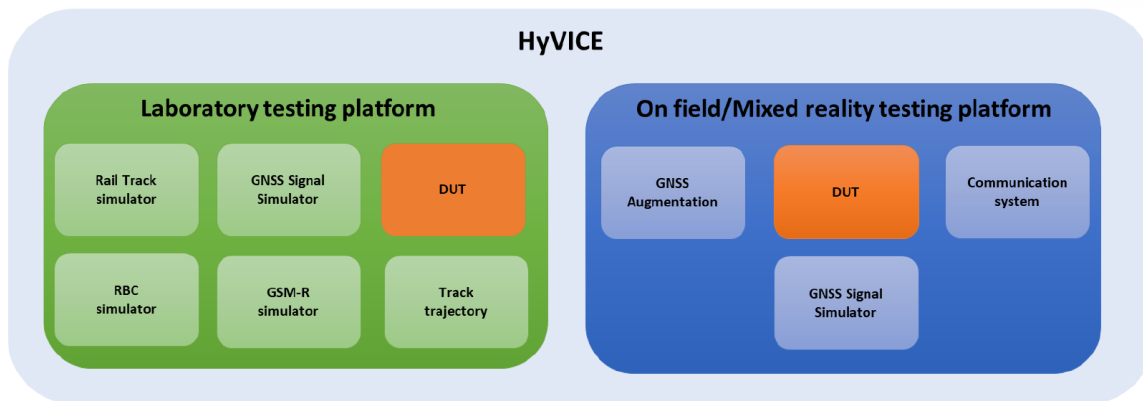 HyVICE
Laboratory testing platform
Rail Track
simulator
GNSS Signal
Simulator
DUT
RBC
simulator
GSM-R
simulator
Track
trajectory
On field/Mixed reality testing platform
GNSS
Augmentation
DUT
Communication
system
GNSS Signal
Simulator